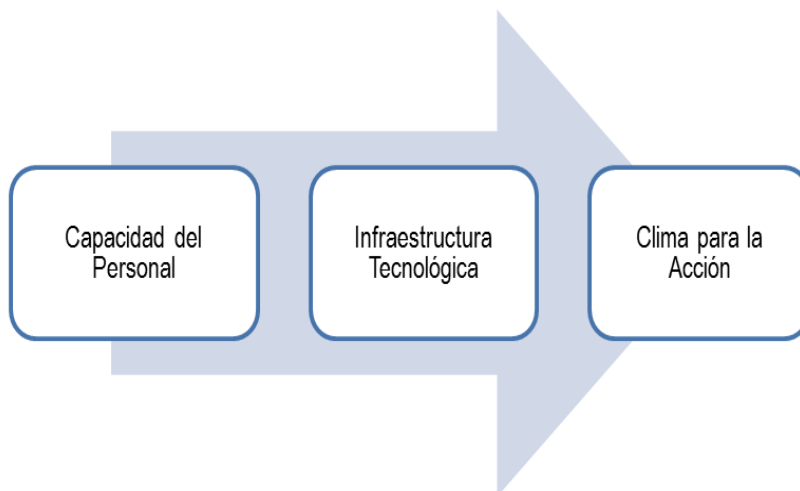 Capacidad del
Personal
Infraestructura
Tecnológica
Clima para la
Acción